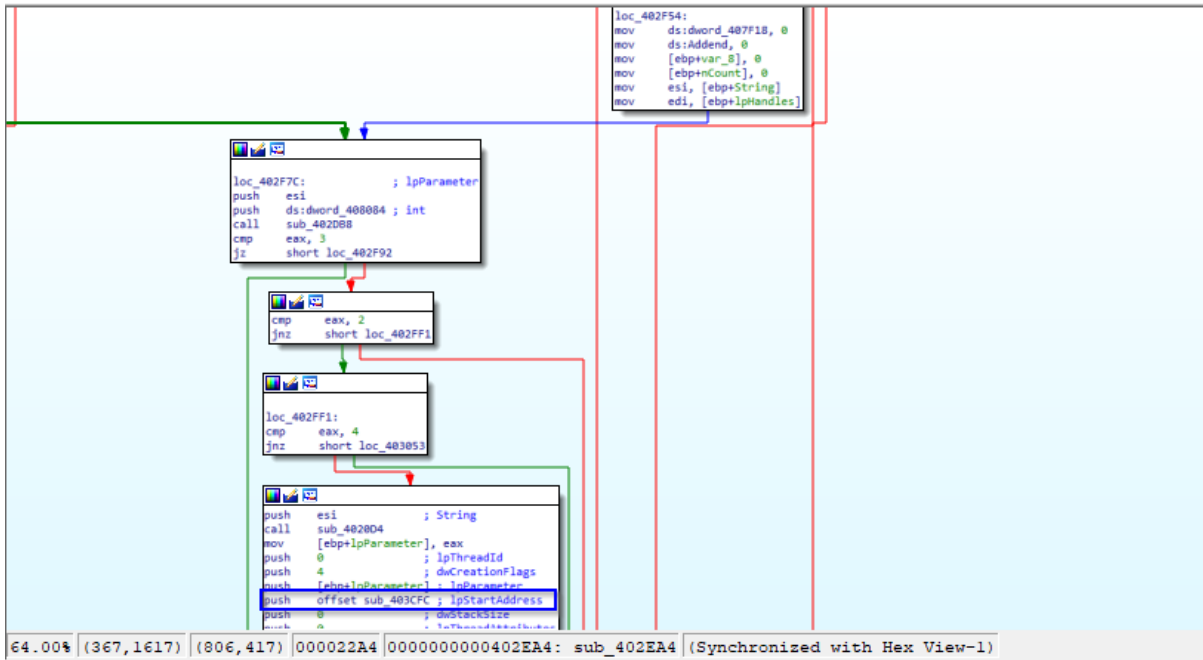 loc_402F54:
mov     ds:dword_407F18, 0
mov     ds:Addend, 0
mov     [ebp+var_8], 0
mov     [ebp+nCount], 0
mov     esi, [ebp+String]
mov     edi, [ebp+lpHandles]
loc_402F7C:             ; lpParameter
push    esi
push    ds:dword_408084 ; int
call    sub_402DB8
cmp     eax, 3
jz      short loc_402F92
cmp     eax, 2
jnz     short loc_402FF1
loc_402FF1:
cmp     eax, 4
jnz     short loc_403053
push    esi             ; String
call    sub_4020D4
mov     [ebp+lpParameter], eax
push    0               ; lpThreadId
push    4               ; dwCreationFlags
push    [ebp+lpParameter] ; lpParameter
push    offset sub_403CFC ; lpStartAddress
push    0               ; dwStackSize
push    0               ; lpThreadAttributes
64.00% (367,1617) (806,417) 000022A4 0000000000402EA4: sub_402EA4 (Synchronized with Hex View-1)